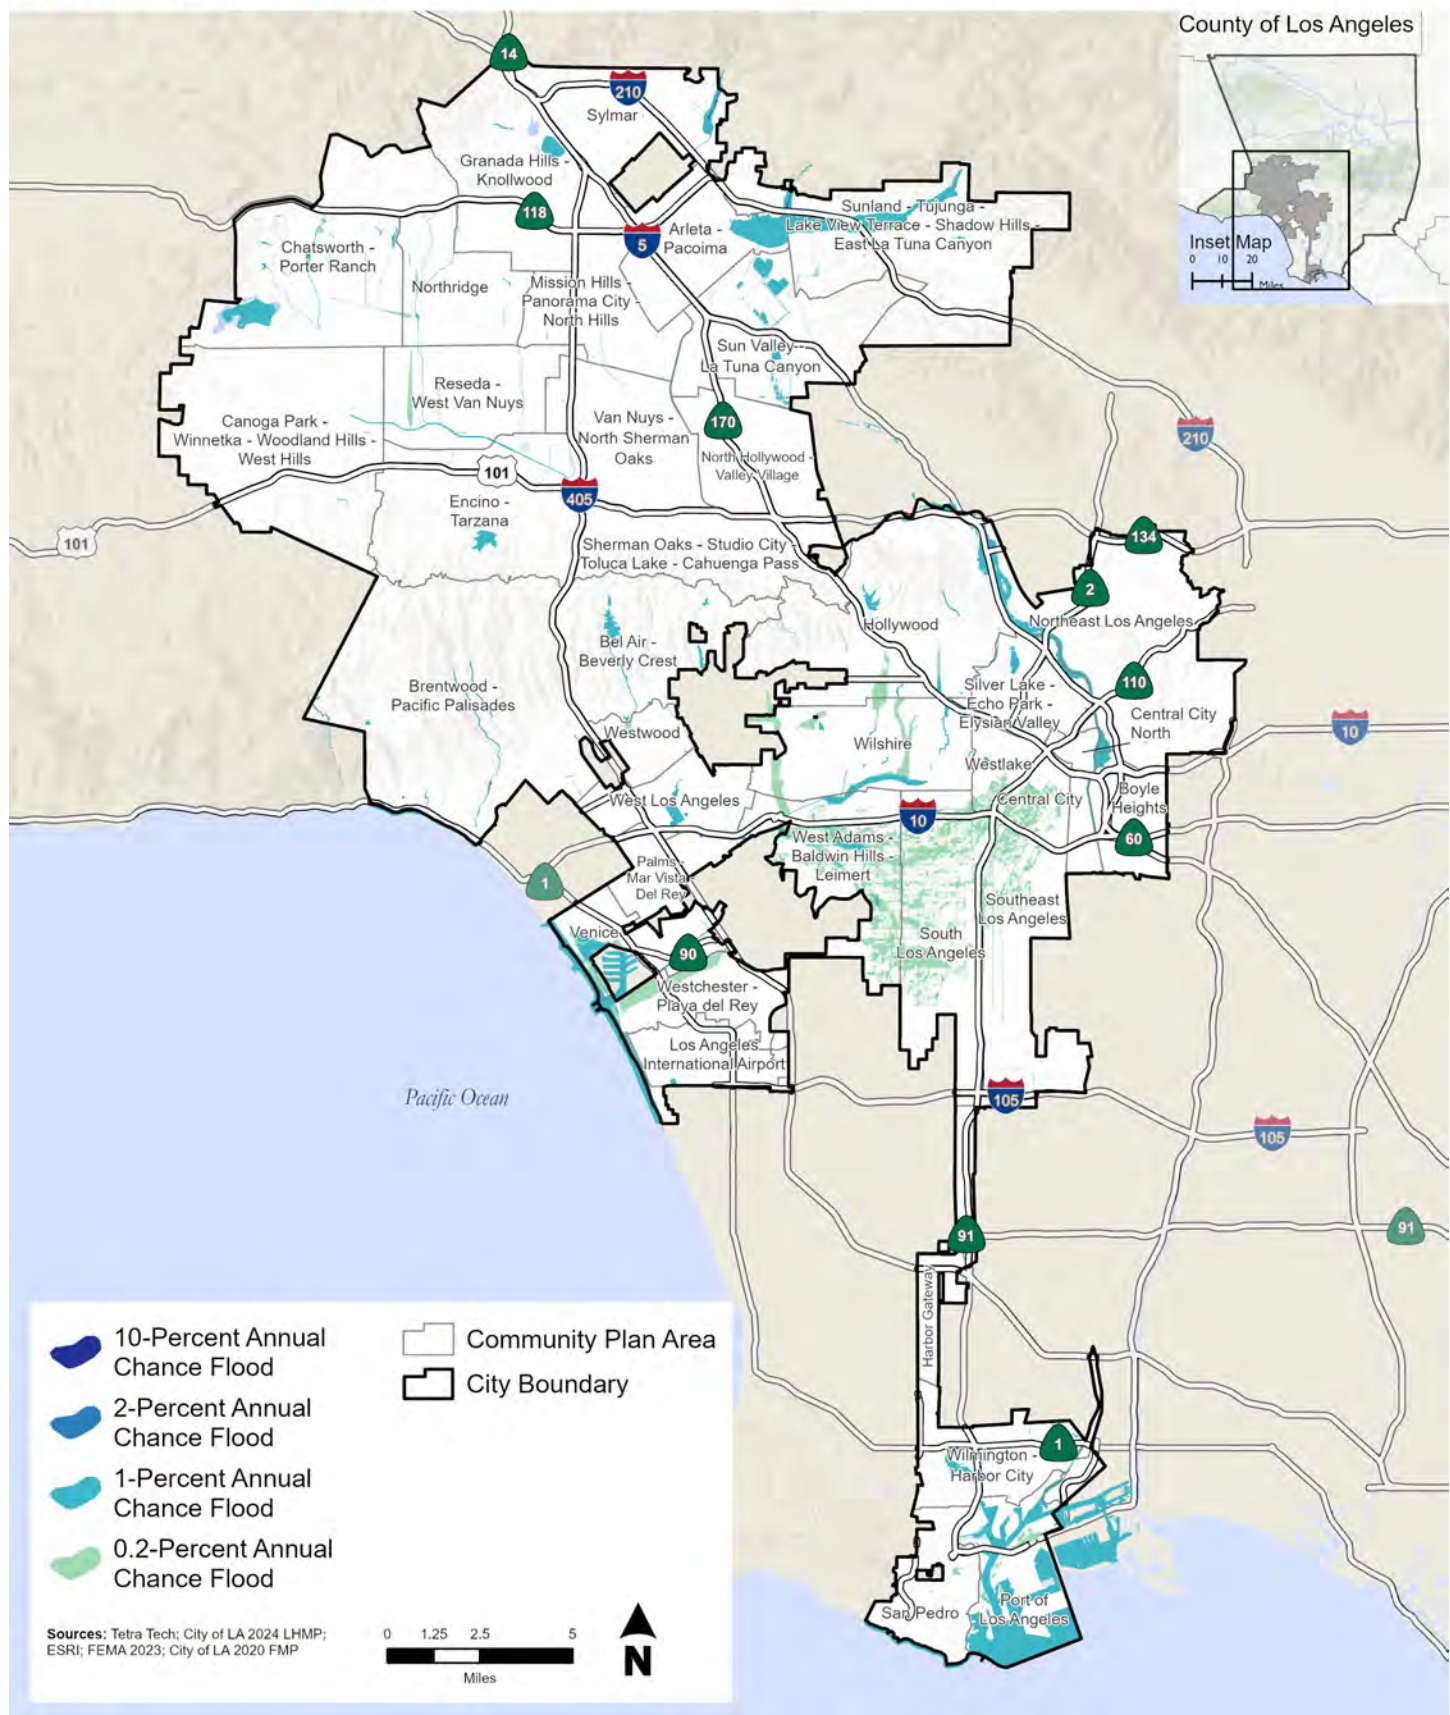 County of Los Angeles
Inset Map
0 10 20
Miles
14
210
Sylmar
Granada Hills -
Knollwood
118
5
Arleta -
Pacoima
Sunland - Tujunga -
Lake View Terrace - Shadow Hills -
East La Tuna Canyon
Chatsworth -
Porter Ranch
Northridge
Mission Hills -
Panorama City -
North Hills
Sun Valley -
La Tuna Canyon
Reseda -
West Van Nuys
Canoga Park -
Winnetka - Woodland Hills -
West Hills
Van Nuys -
North Sherman
Oaks
170
North Hollywood -
Valley Village
210
101
405
Encino -
Tarzana
101
134
Sherman Oaks - Studio City -
Toluca Lake - Cahuenga Pass
2
Hollywood
Northeast Los Angeles
Bel Air -
Beverly Crest
Brentwood -
Pacific Palisades
110
Silver Lake -
Echo Park -
Elysian Valley
Central City
North
10
Westwood
Wilshire
Westlake
West Los Angeles
Central City
Boyle
Heights
10
60
West Adams -
Baldwin Hills -
Leimert
Palms -
Mar Vista -
Del Rey
1
Southeast
Los Angeles
Venice
90
South
Los Angeles
Westchester -
Playa del Rey
Los Angeles
International Airport
Pacific Ocean
105
105
91
91
Harbor Gateway
1
Wilmington -
Harbor City
San Pedro
Port of
Los Angeles
10-Percent Annual
Chance Flood
2-Percent Annual
Chance Flood
1-Percent Annual
Chance Flood
0.2-Percent Annual
Chance Flood
Community Plan Area
City Boundary
Sources: Tetra Tech; City of LA 2024 LHMP;
ESRI; FEMA 2023; City of LA 2020 FMP
0 1.25 2.5 5
Miles
N